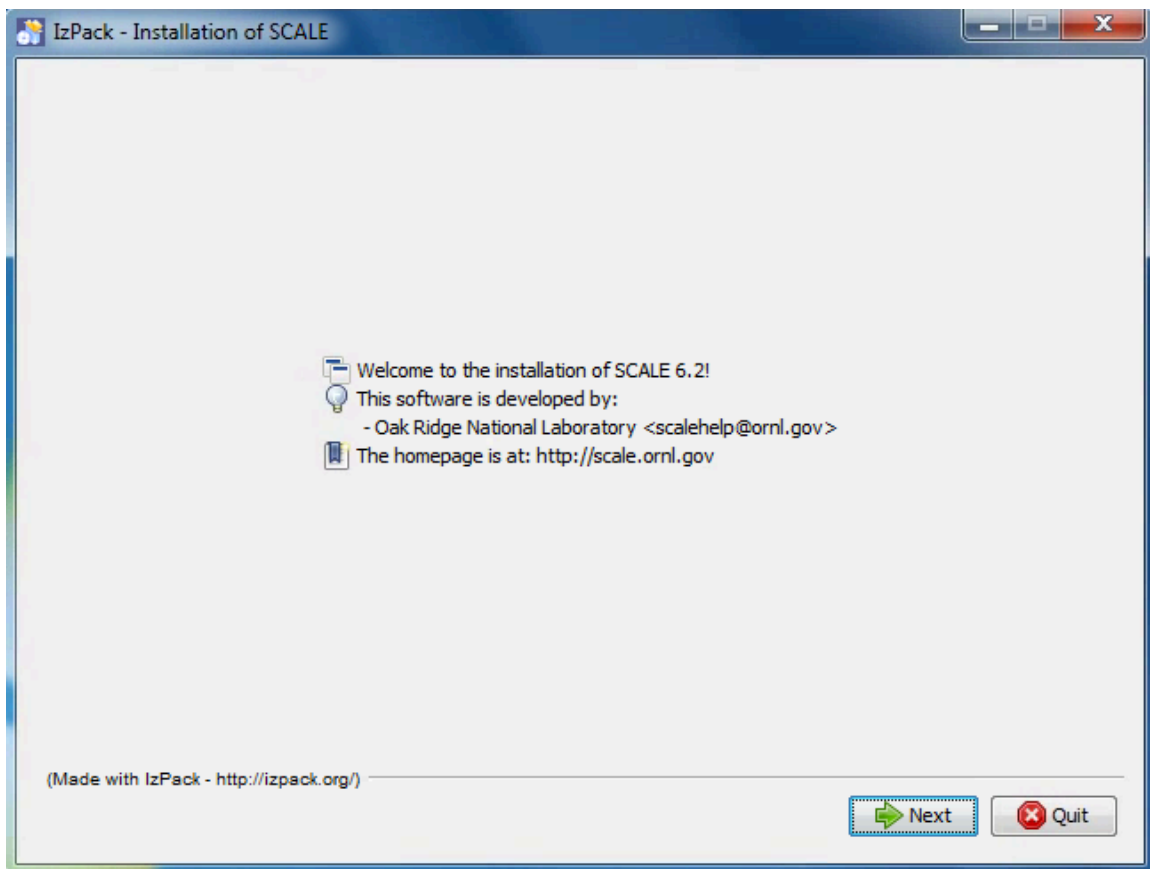 IzPack - Installation of SCALE
Welcome to the installation of SCALE 6.2!
This software is developed by:
- Oak Ridge National Laboratory <scalehelp@ornl.gov>
The homepage is at: http://scale.ornl.gov
(Made with IzPack - http://izpack.org/)
Next
Quit